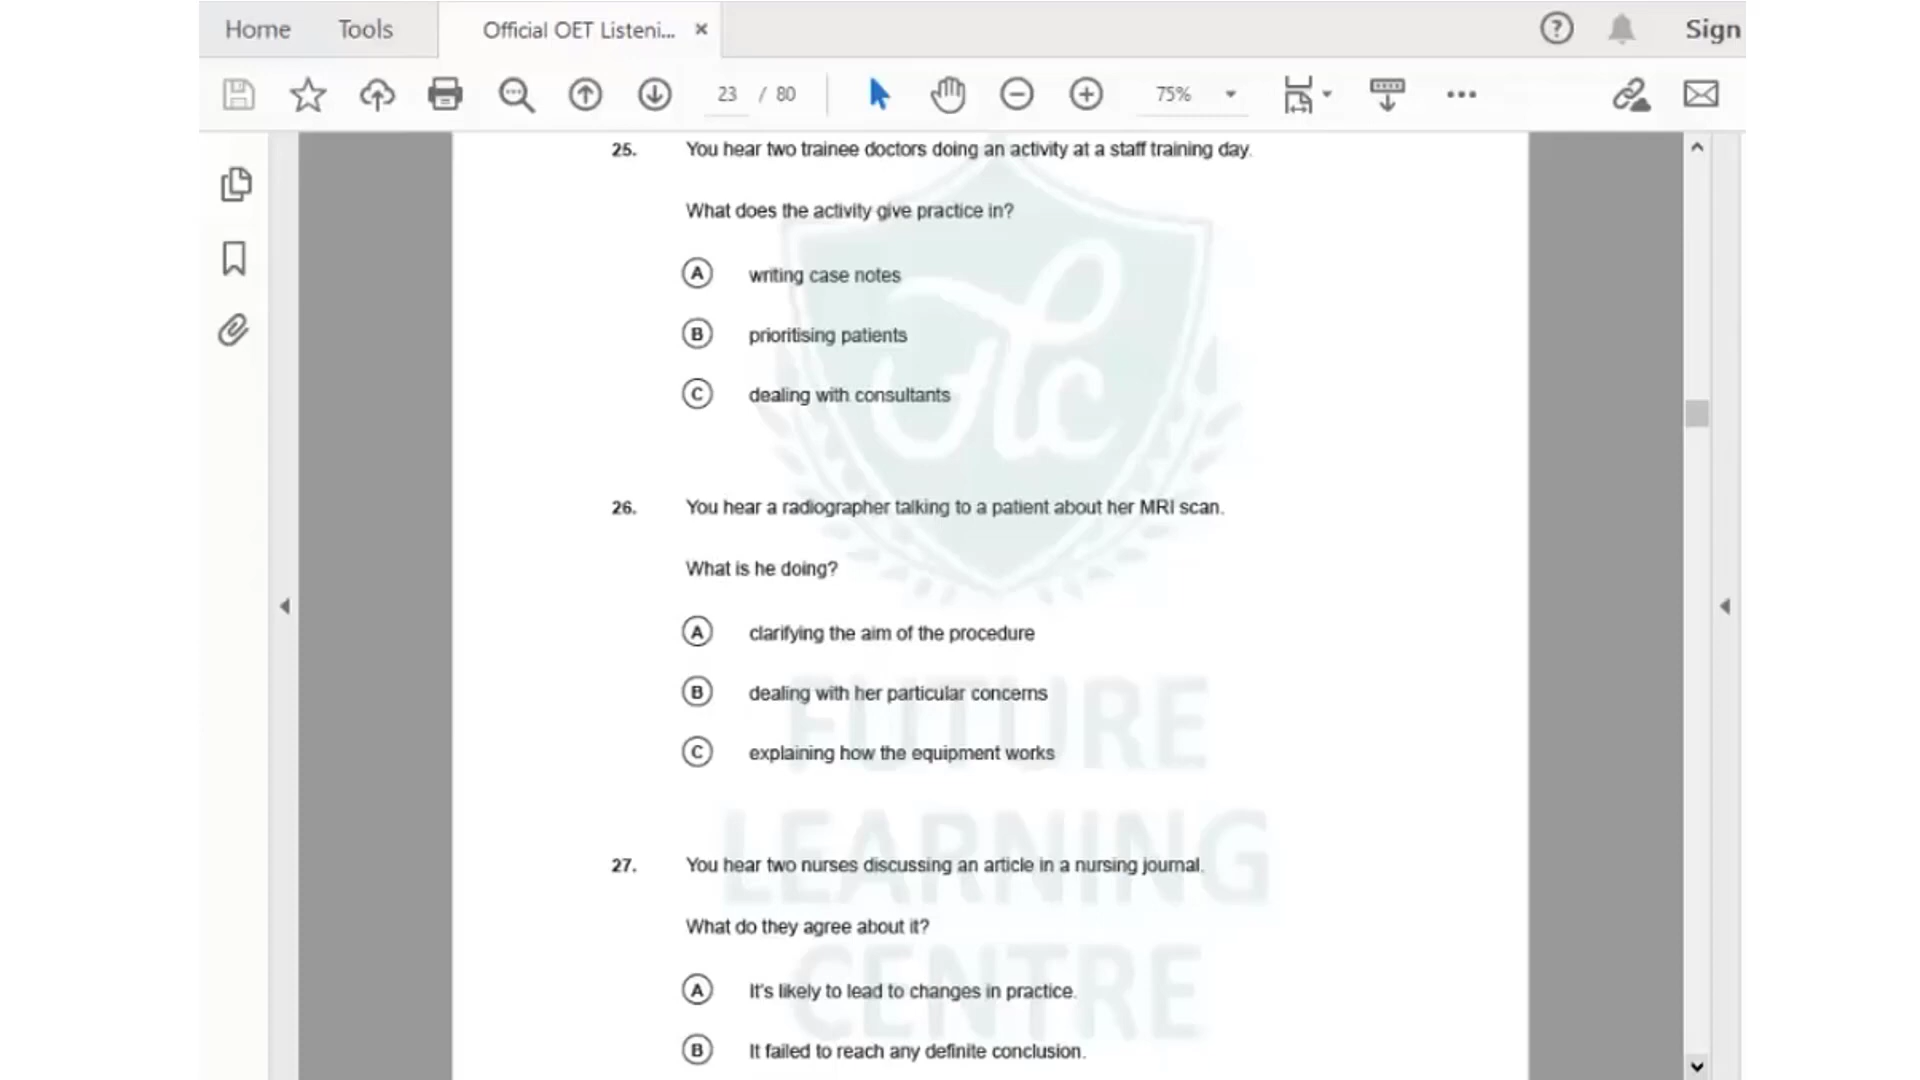 Home Tools Official OET Listeni... × ? Sign
23 / 80 75%
25. You hear two trainee doctors doing an activity at a staff training day.
What does the activity give practice in?
A writing case notes
B prioritising patients
C dealing with consultants
26. You hear a radiographer talking to a patient about her MRI scan.
What is he doing?
A clarifying the aim of the procedure
B dealing with her particular concerns
C explaining how the equipment works
27. You hear two nurses discussing an article in a nursing journal.
What do they agree about it?
A It's likely to lead to changes in practice.
B It failed to reach any definite conclusion.
flc
FUTURE
LEARNING
CENTRE